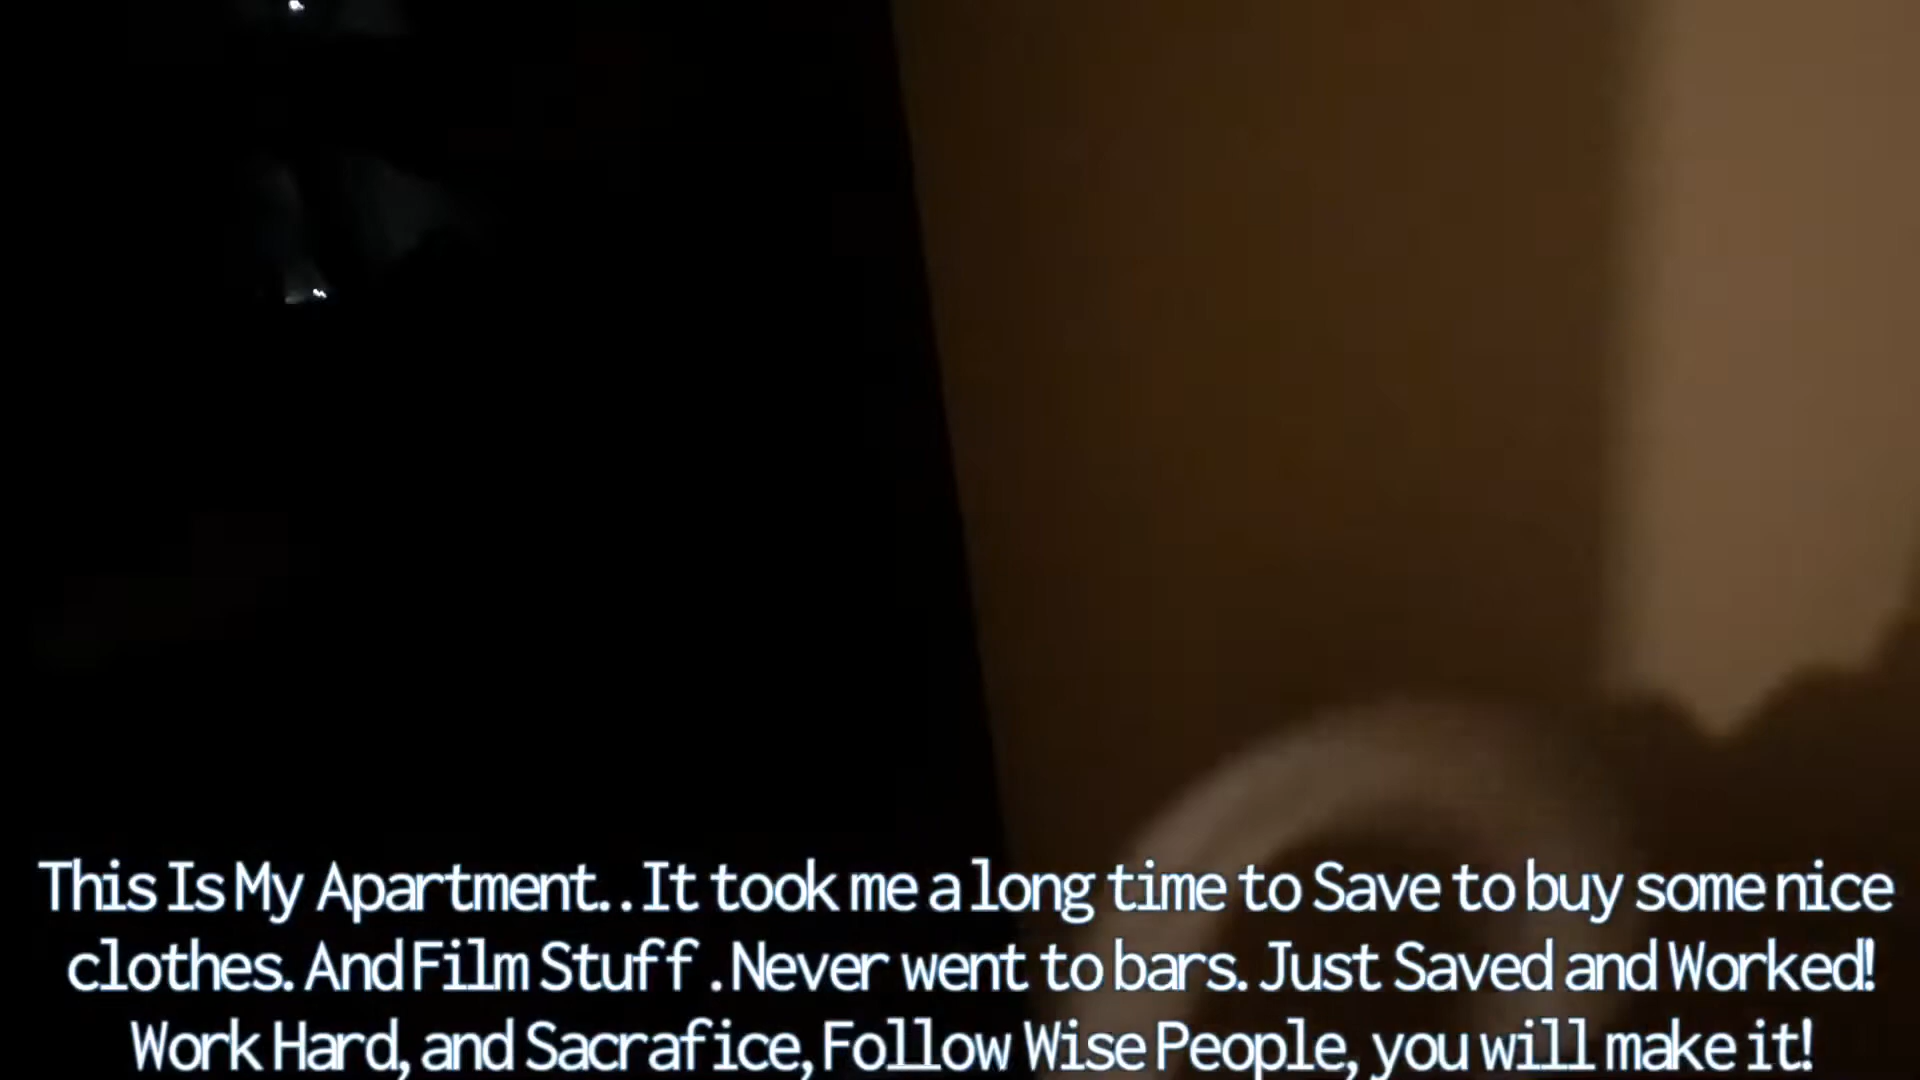 This Is My Apartment.. It took me a long time to Save to buy some nice
clothes. And Film Stuff . Never went to bars. Just Saved and Worked!
Work Hard, and Sacrafice, Follow Wise People, you will make it!